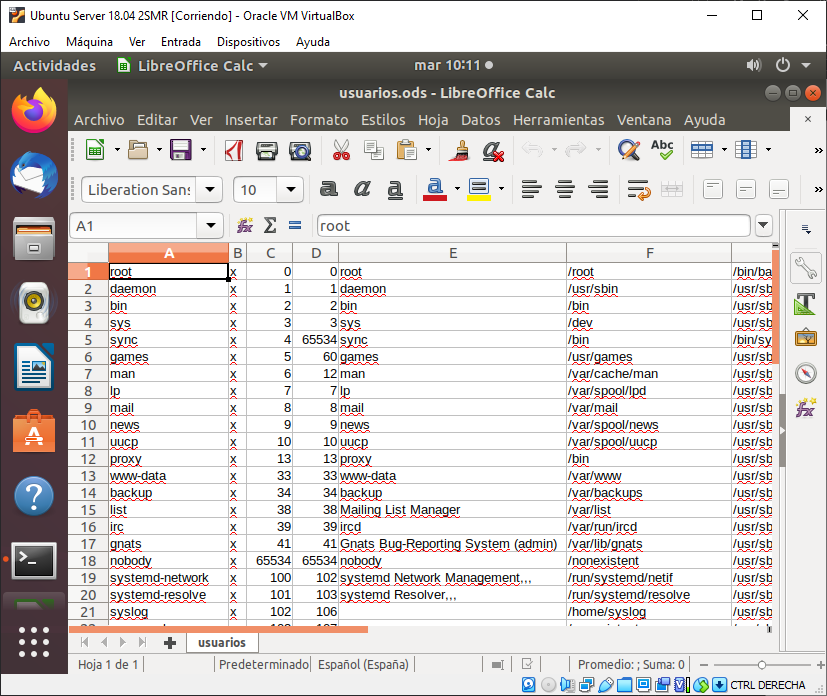 Ubuntu Server 18.04 2SMR [Corriendo] - Oracle VM VirtualBox
Archivo Máquina Ver Entrada Dispositivos Ayuda
Actividades LibreOffice Calc mar 10:11
usuarios.ods - LibreOffice Calc
Archivo Editar Ver Insertar Formato Estilos Hoja Datos Herramientas Ventana Ayuda
Liberation Sans 10
A1 root
A B C D E F
1 root x 0 0 root /root /bin/ba
2 daemon x 1 1 daemon /usr/sbin /usr/sb
3 bin x 2 2 bin /bin /usr/sb
4 sys x 3 3 sys /dev /usr/sb
5 sync x 4 65534 sync /bin /bin/sy
6 games x 5 60 games /usr/games /usr/sb
7 man x 6 12 man /var/cache/man /usr/sb
8 lp x 7 7 lp /var/spool/lpd /usr/sb
9 mail x 8 8 mail /var/mail /usr/sb
10 news x 9 9 news /var/spool/news /usr/sb
11 uucp x 10 10 uucp /var/spool/uucp /usr/sb
12 proxy x 13 13 proxy /bin /usr/sb
13 www-data x 33 33 www-data /var/www /usr/sb
14 backup x 34 34 backup /var/backups /usr/sb
15 list x 38 38 Mailing List Manager /var/list /usr/sb
16 irc x 39 39 ircd /var/run/ircd /usr/sb
17 gnats x 41 41 Gnats Bug-Reporting System (admin) /var/lib/gnats /usr/sb
18 nobody x 65534 65534 nobody /nonexistent /usr/sb
19 systemd-network x 100 102 systemd Network Management,,, /run/systemd/netif /usr/sb
20 systemd-resolve x 101 103 systemd Resolver,,, /run/systemd/resolve /usr/sb
21 syslog x 102 106 /home/syslog /usr/sb
usuarios
Hoja 1 de 1 Predeterminado Español (España) Promedio: ; Suma: 0
CTRL DERECHA